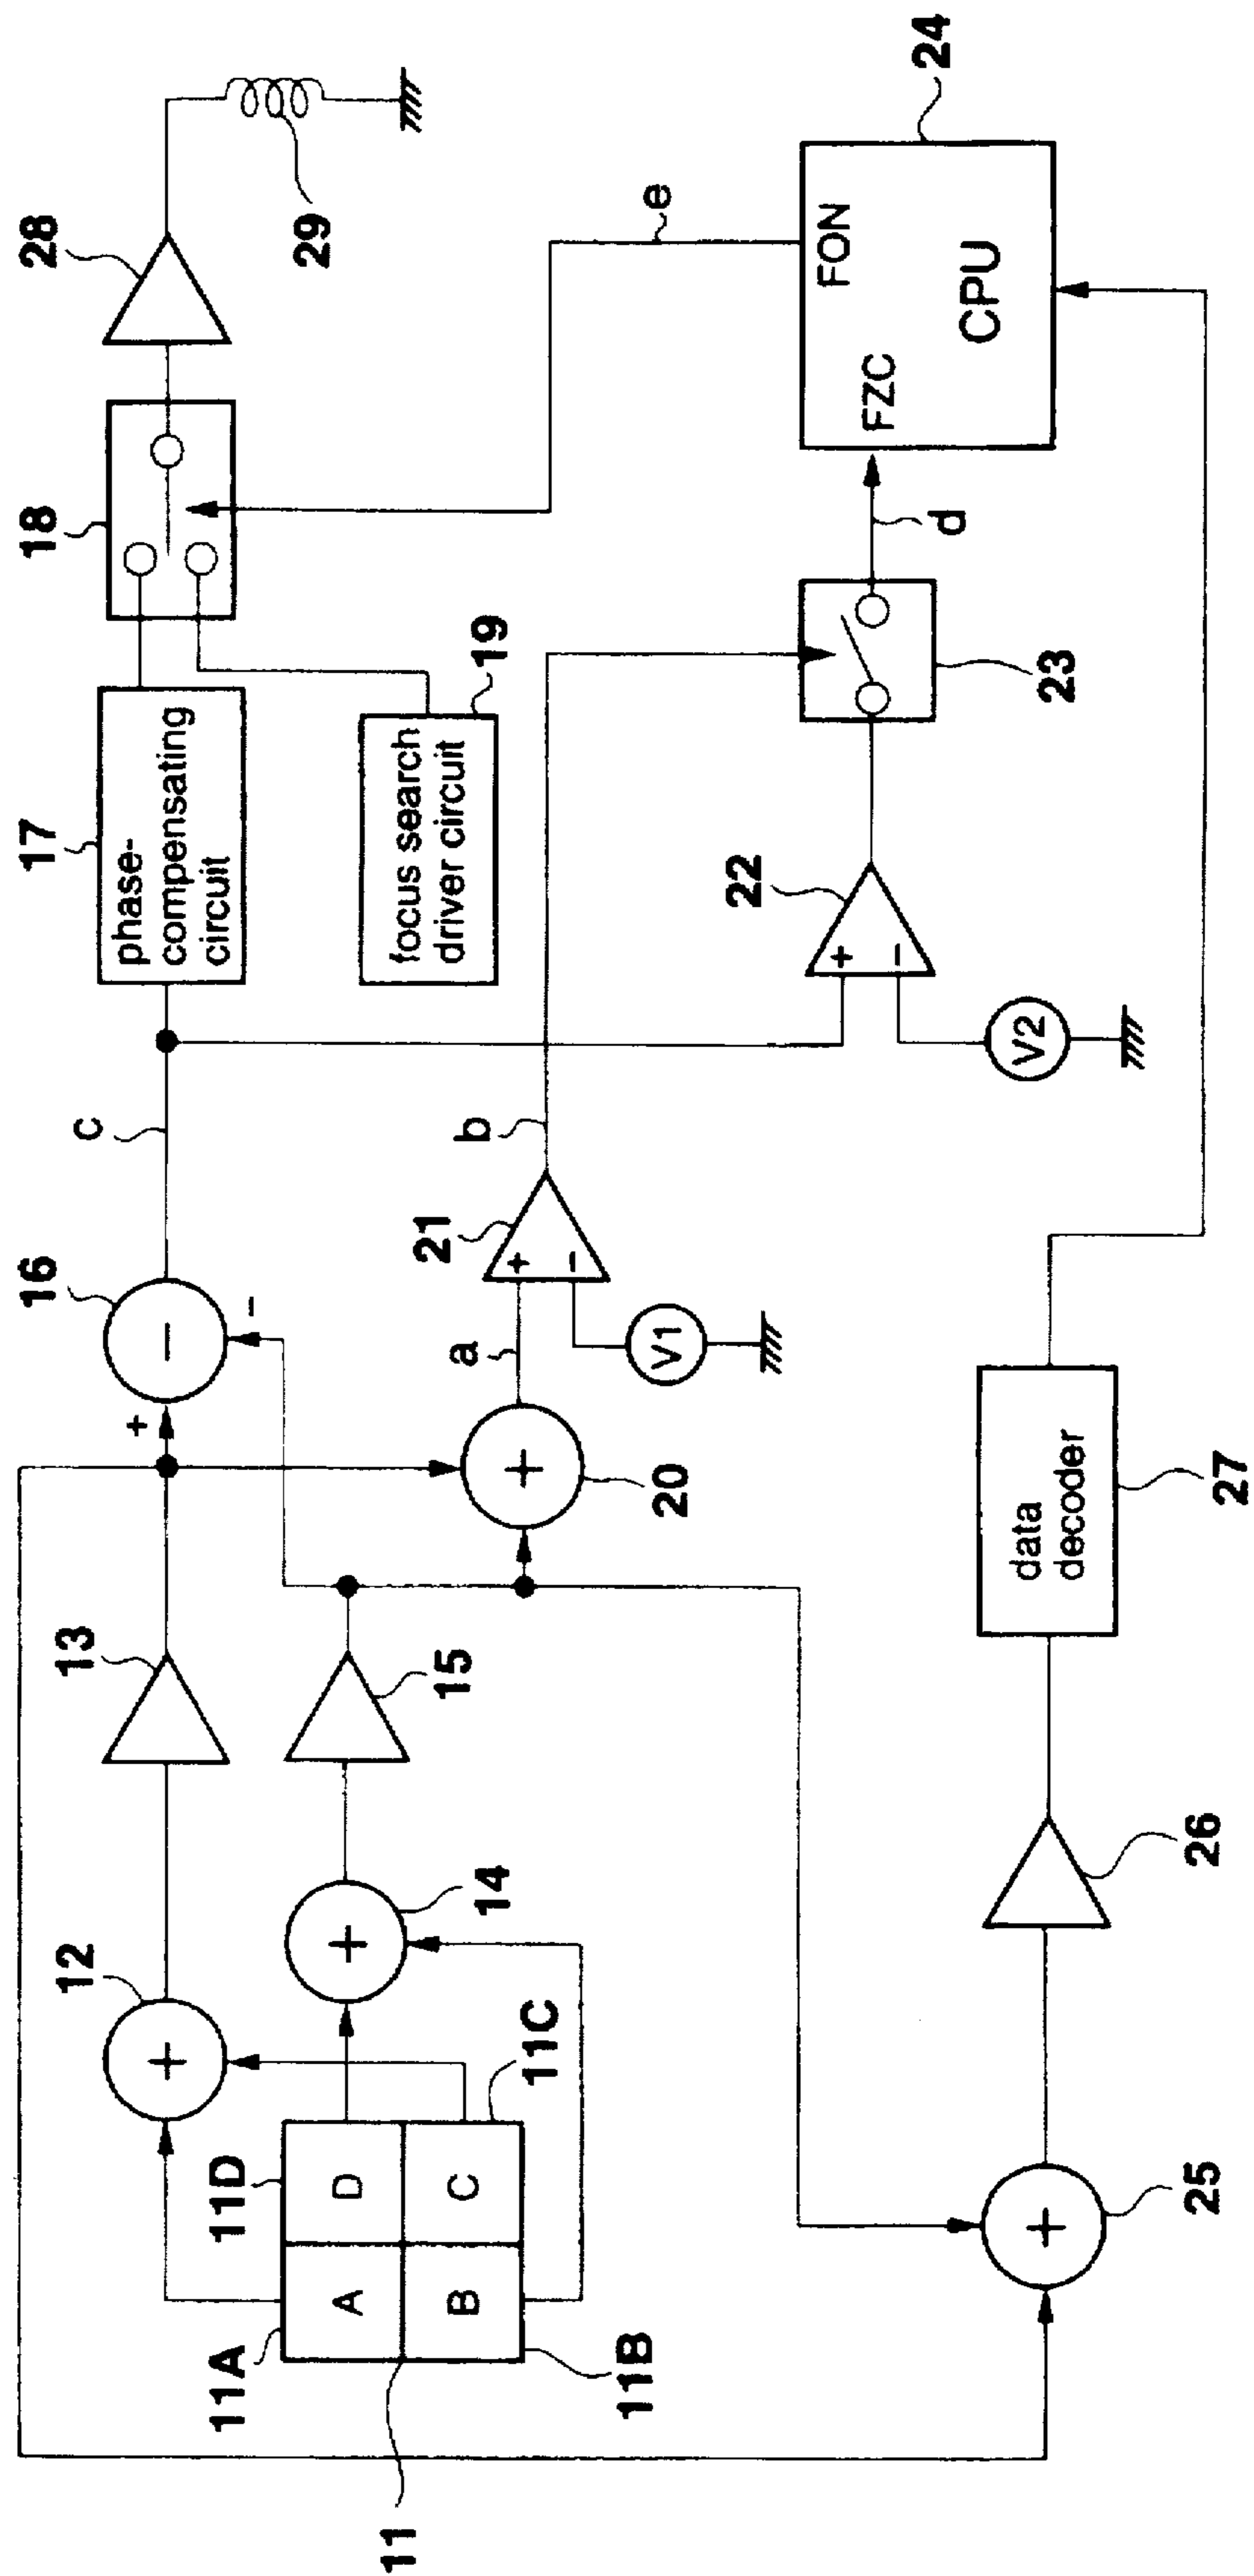 12
13
16
c
17
phase-
compensating
circuit
18
28
29
+
+
−
−
11D
11A
A
D
B
C
11
11B
11C
14
+
15
a
+
20
21
+
−
V1
b
focus search
driver circuit
19
22
+
−
V2
23
d
e
FON
FZC
CPU
24
25
+
26
data
decoder
27